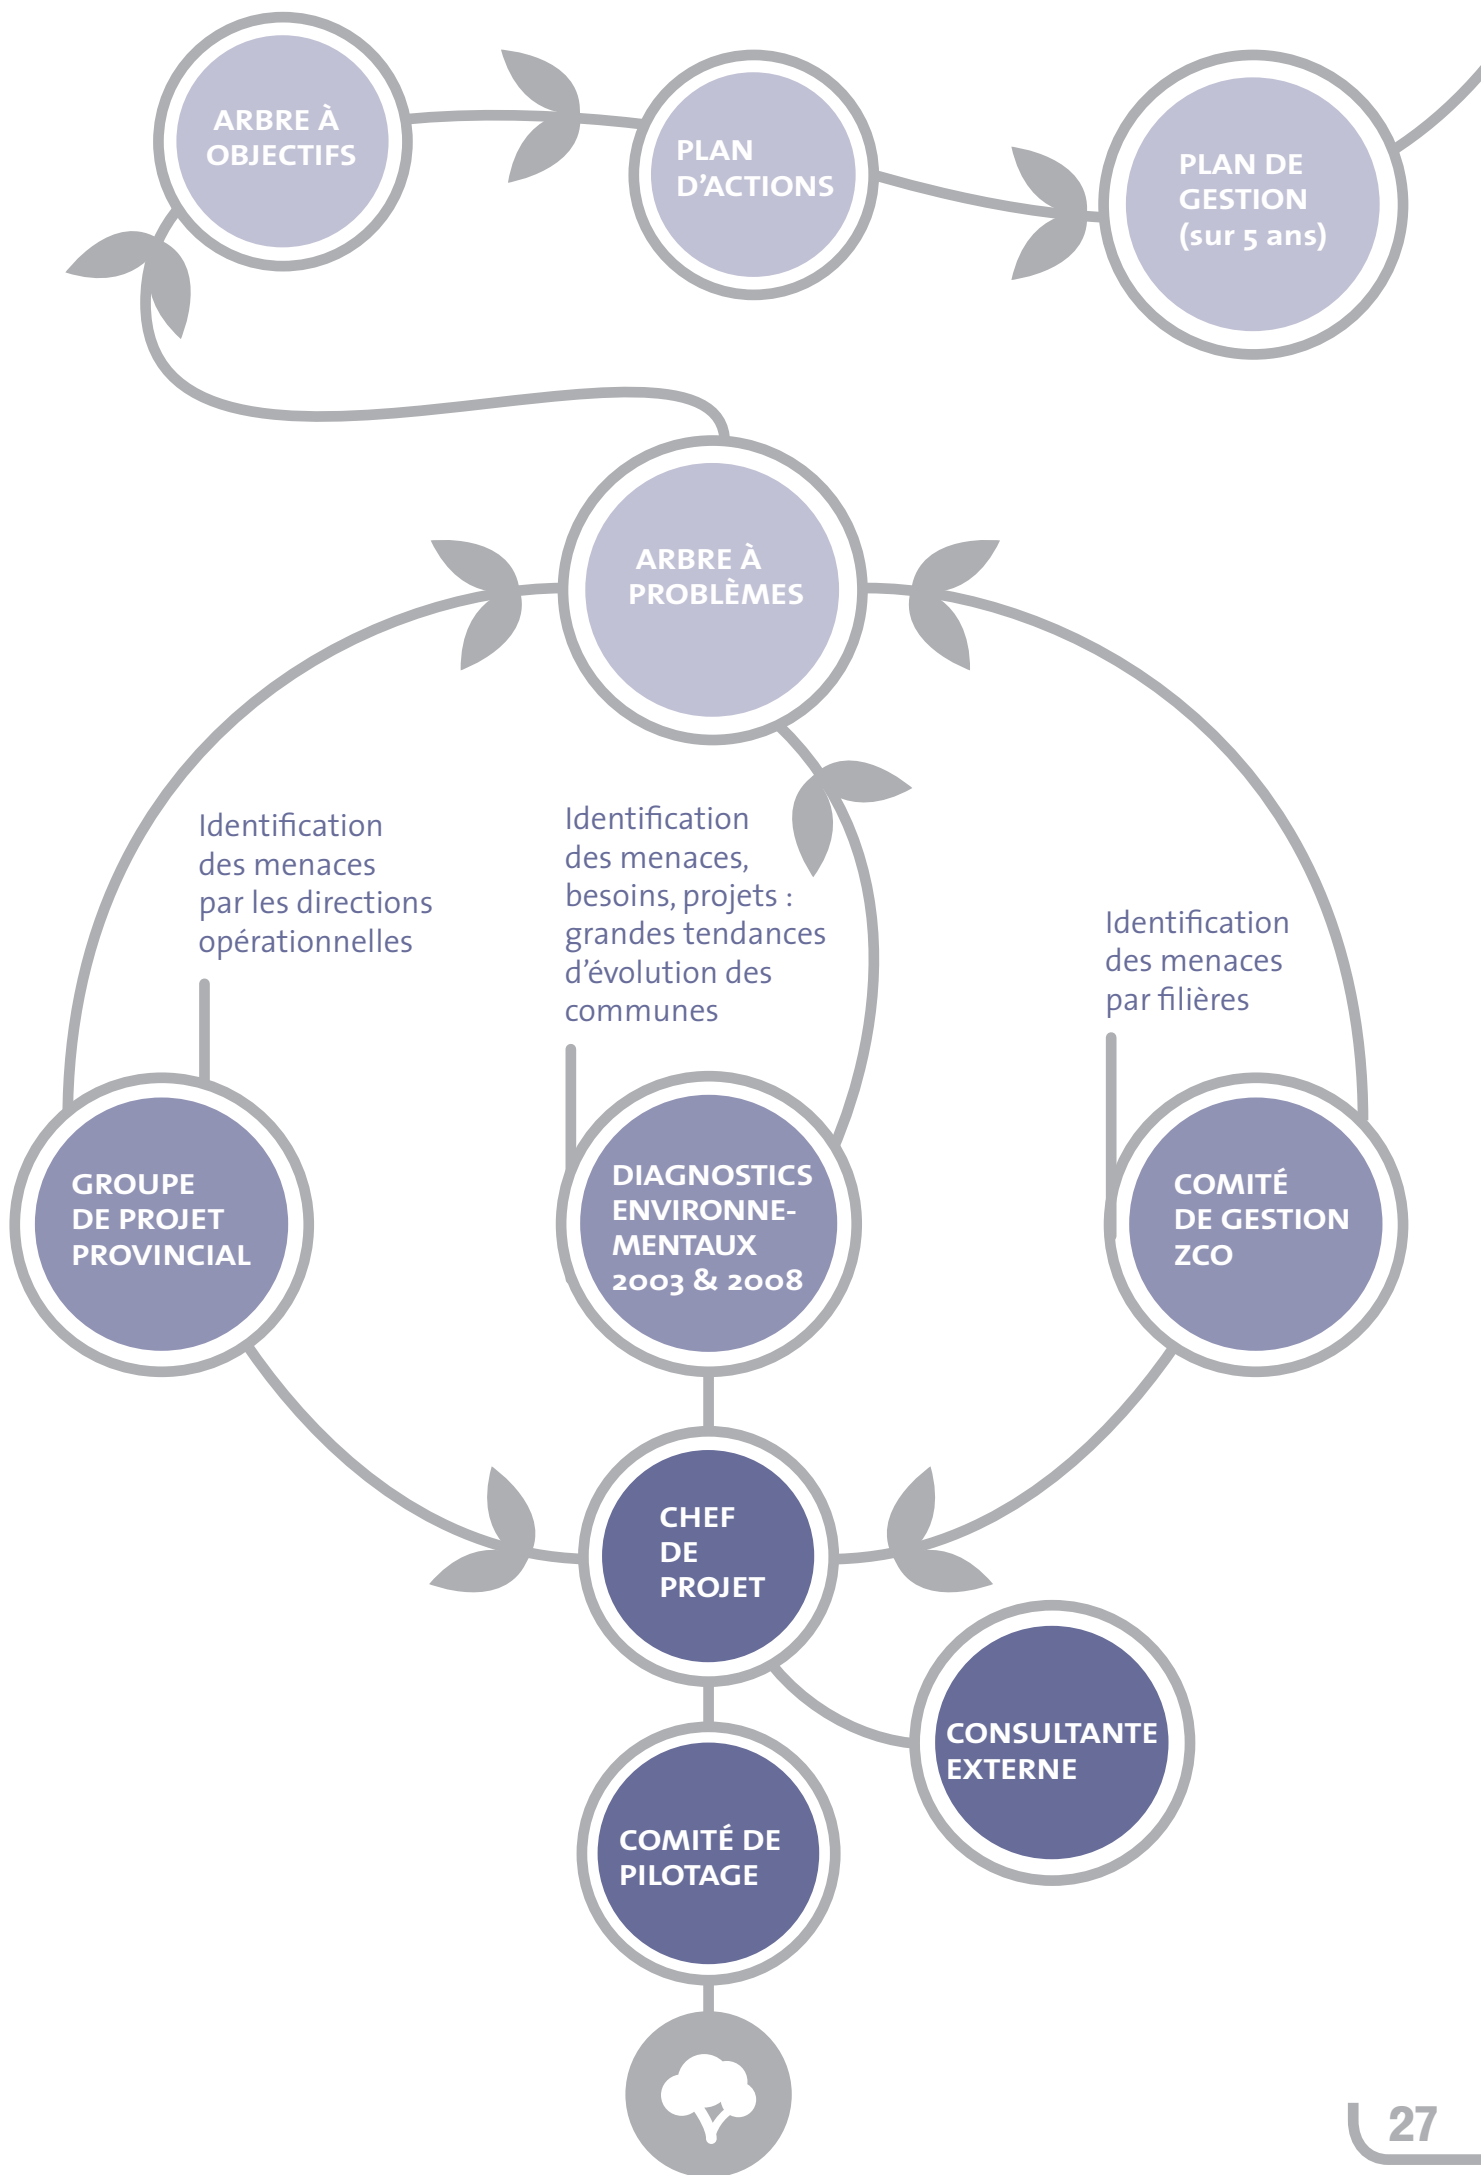 ARBRE À
OBJECTIFS
PLAN
D'ACTIONS
PLAN DE
GESTION
(sur 5 ans)
ARBRE À
PROBLÈMES
Identification
des menaces
par les directions
opérationnelles
Identification
des menaces,
besoins, projets :
grandes tendances
d'évolution des
communes
Identification
des menaces
par filières
GROUPE
DE PROJET
PROVINCIAL
DIAGNOSTICS
ENVIRONNE-
MENTAUX
2003 & 2008
COMITÉ
DE GESTION
ZCO
CHEF
DE
PROJET
CONSULTANTE
EXTERNE
COMITÉ DE
PILOTAGE
27